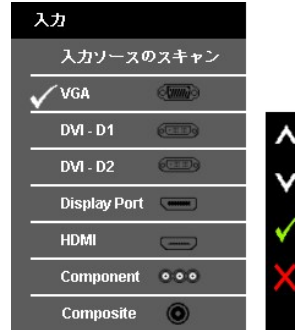 入力
入力ソースのスキャン
VGA
DVI - D1
DVI - D2
Display Port
HDMI
Component
Composite